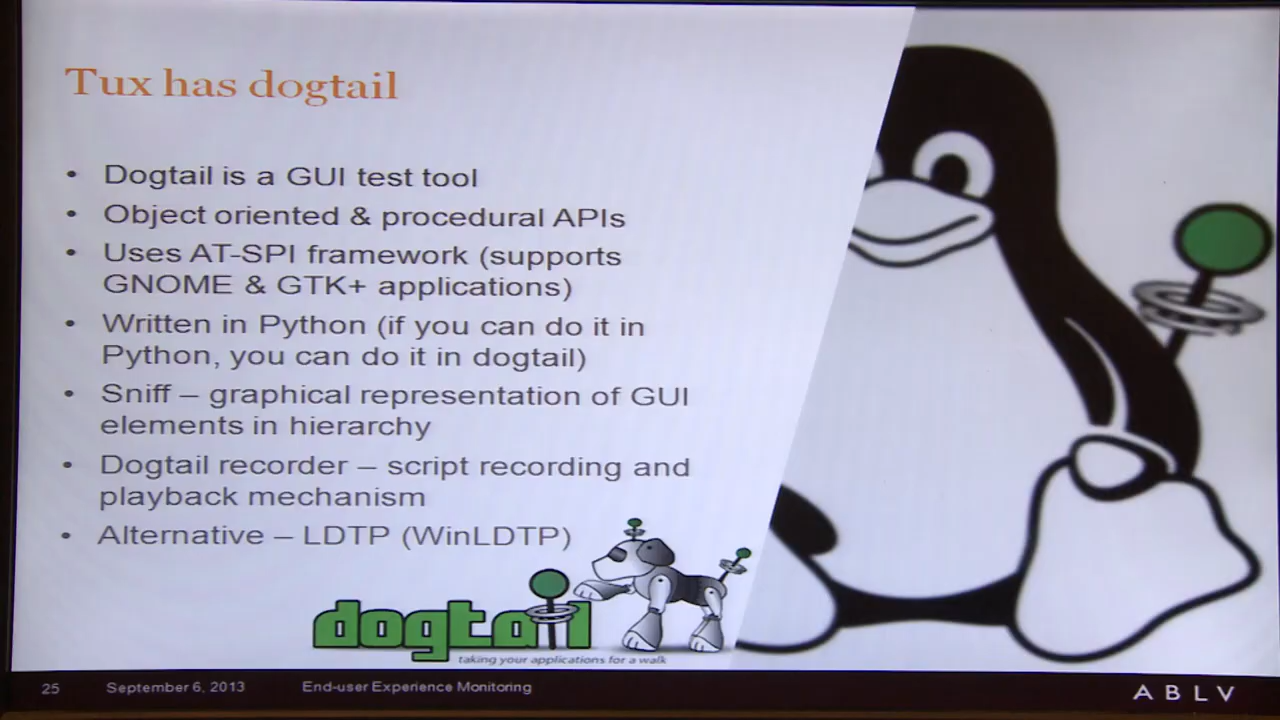 Tux has dogtail
• Dogtail is a GUI test tool
• Object oriented & procedural APIs
• Uses AT-SPI framework (supports
GNOME & GTK+ applications)
• Written in Python (if you can do it in
Python, you can do it in dogtail)
• Sniff – graphical representation of GUI
elements in hierarchy
• Dogtail recorder – script recording and
playback mechanism
• Alternative – LDTP (WinLDTP)
dogtail
taking your applications for a walk
25 September 6, 2013 End-user Experience Monitoring
ABLV